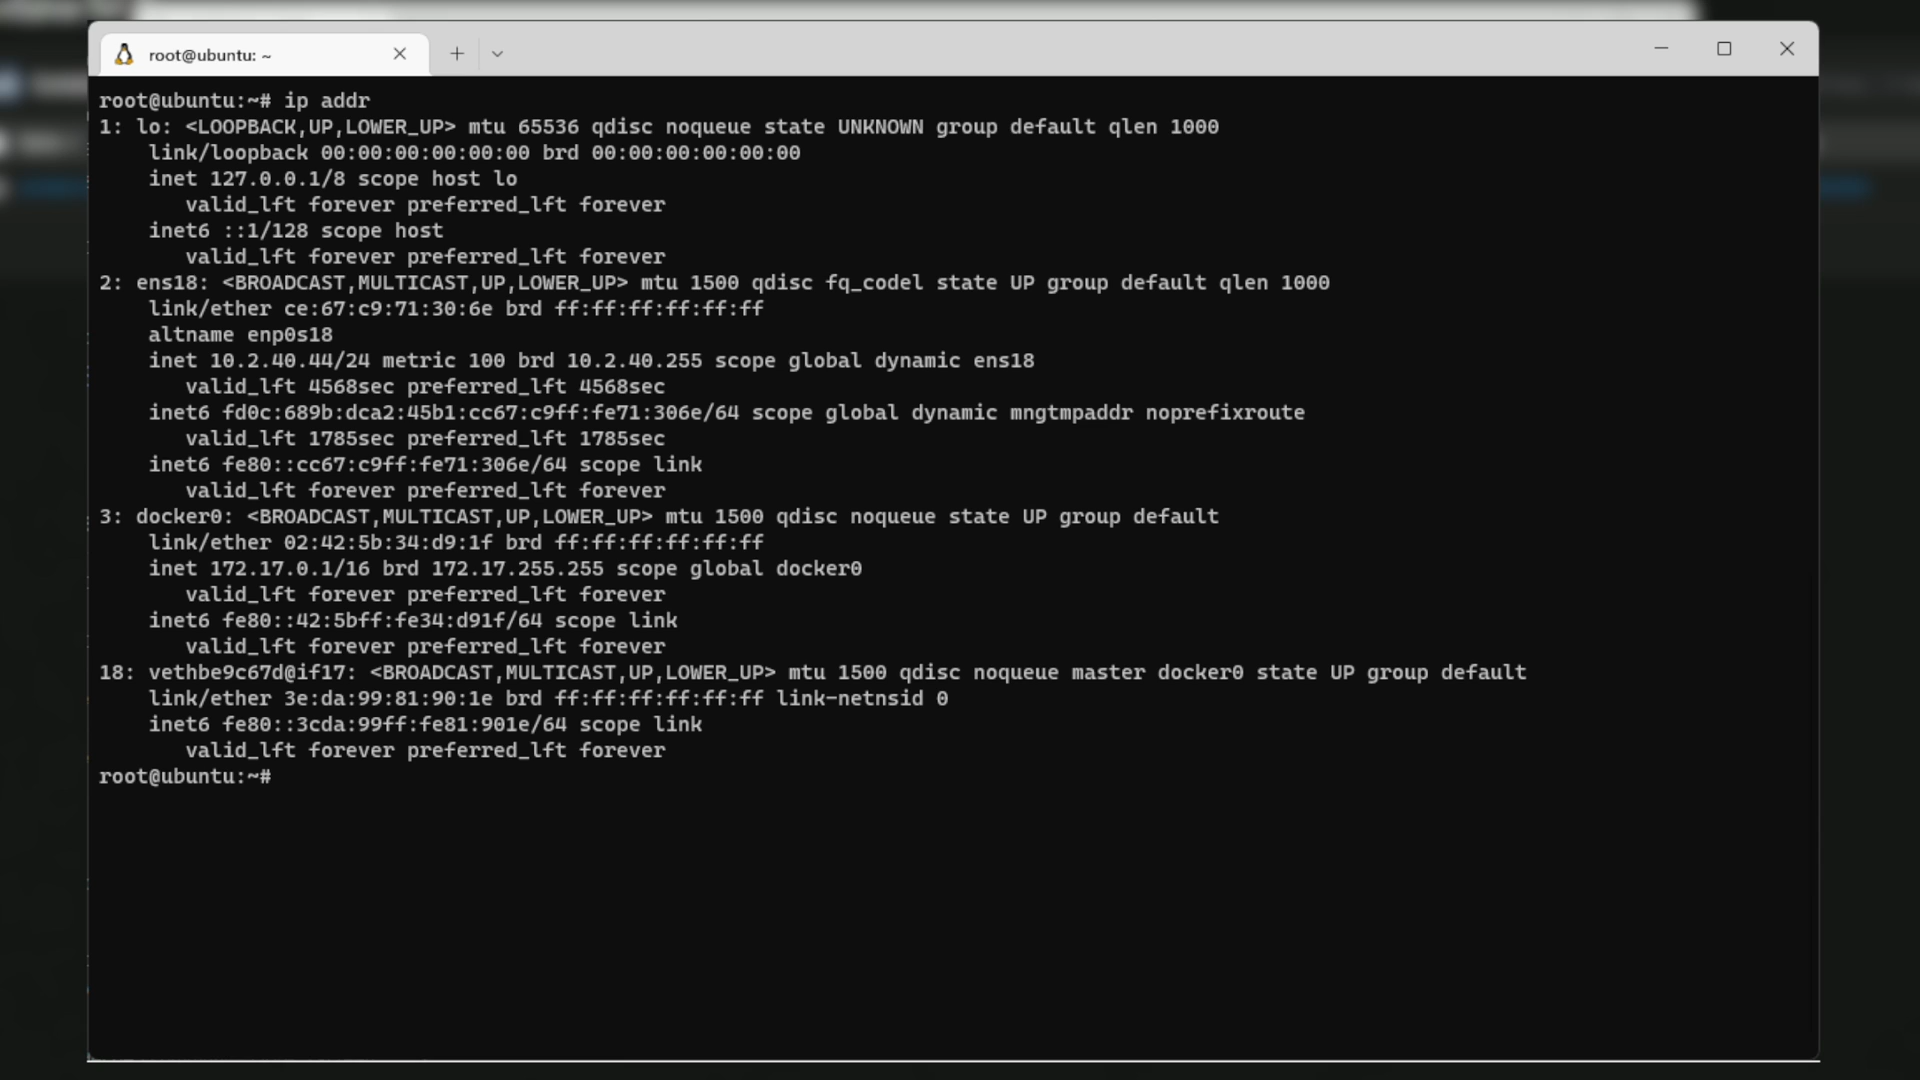 root@ubuntu: ~
root@ubuntu:~# ip addr
1: lo: <LOOPBACK,UP,LOWER_UP> mtu 65536 qdisc noqueue state UNKNOWN group default qlen 1000
    link/loopback 00:00:00:00:00:00 brd 00:00:00:00:00:00
    inet 127.0.0.1/8 scope host lo
       valid_lft forever preferred_lft forever
    inet6 ::1/128 scope host
       valid_lft forever preferred_lft forever
2: ens18: <BROADCAST,MULTICAST,UP,LOWER_UP> mtu 1500 qdisc fq_codel state UP group default qlen 1000
    link/ether ce:67:c9:71:30:6e brd ff:ff:ff:ff:ff:ff
    altname enp0s18
    inet 10.2.40.44/24 metric 100 brd 10.2.40.255 scope global dynamic ens18
       valid_lft 4568sec preferred_lft 4568sec
    inet6 fd0c:689b:dca2:45b1:cc67:c9ff:fe71:306e/64 scope global dynamic mngtmpaddr noprefixroute
       valid_lft 1785sec preferred_lft 1785sec
    inet6 fe80::cc67:c9ff:fe71:306e/64 scope link
       valid_lft forever preferred_lft forever
3: docker0: <BROADCAST,MULTICAST,UP,LOWER_UP> mtu 1500 qdisc noqueue state UP group default
    link/ether 02:42:5b:34:d9:1f brd ff:ff:ff:ff:ff:ff
    inet 172.17.0.1/16 brd 172.17.255.255 scope global docker0
       valid_lft forever preferred_lft forever
    inet6 fe80::42:5bff:fe34:d91f/64 scope link
       valid_lft forever preferred_lft forever
18: vethbe9c67d@if17: <BROADCAST,MULTICAST,UP,LOWER_UP> mtu 1500 qdisc noqueue master docker0 state UP group default
    link/ether 3e:da:99:81:90:1e brd ff:ff:ff:ff:ff:ff link-netnsid 0
    inet6 fe80::3cda:99ff:fe81:901e/64 scope link
       valid_lft forever preferred_lft forever
root@ubuntu:~#